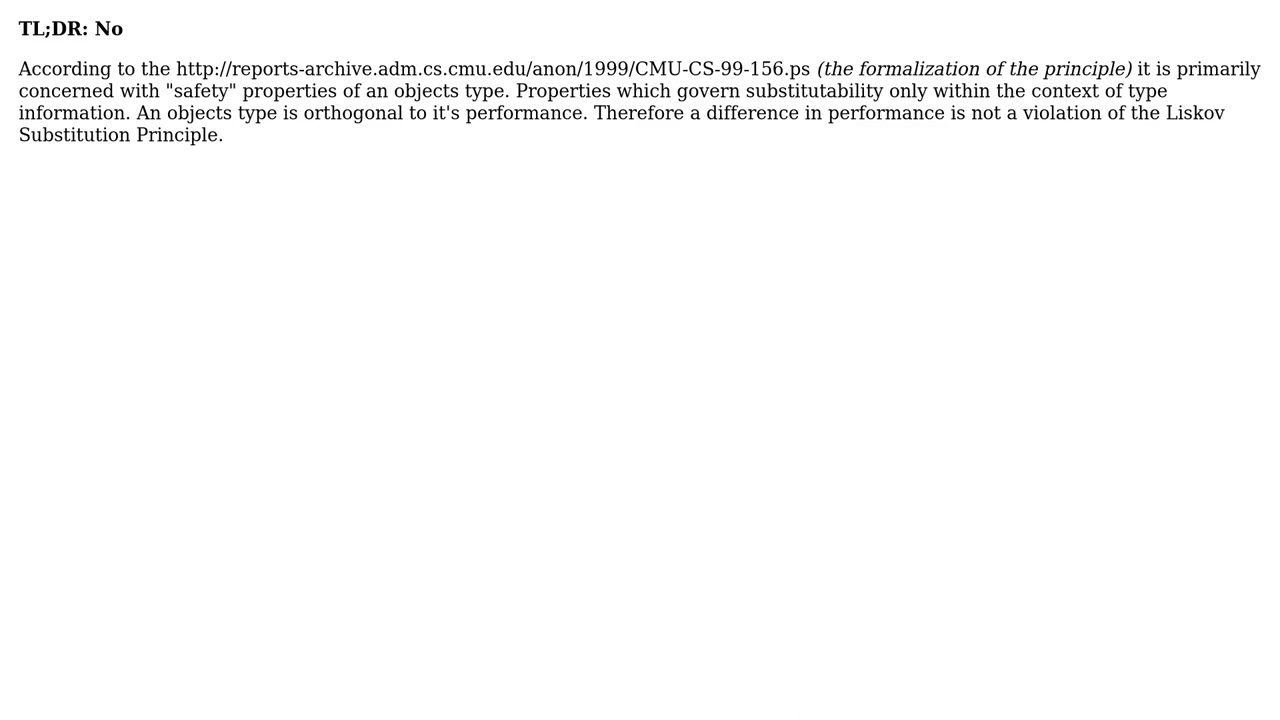 TL;DR: No
According to the http://reports-archive.adm.cs.cmu.edu/anon/1999/CMU-CS-99-156.ps (the formalization of the principle) it is primarily
concerned with "safety" properties of an objects type. Properties which govern substitutability only within the context of type
information. An objects type is orthogonal to it's performance. Therefore a difference in performance is not a violation of the Liskov
Substitution Principle.